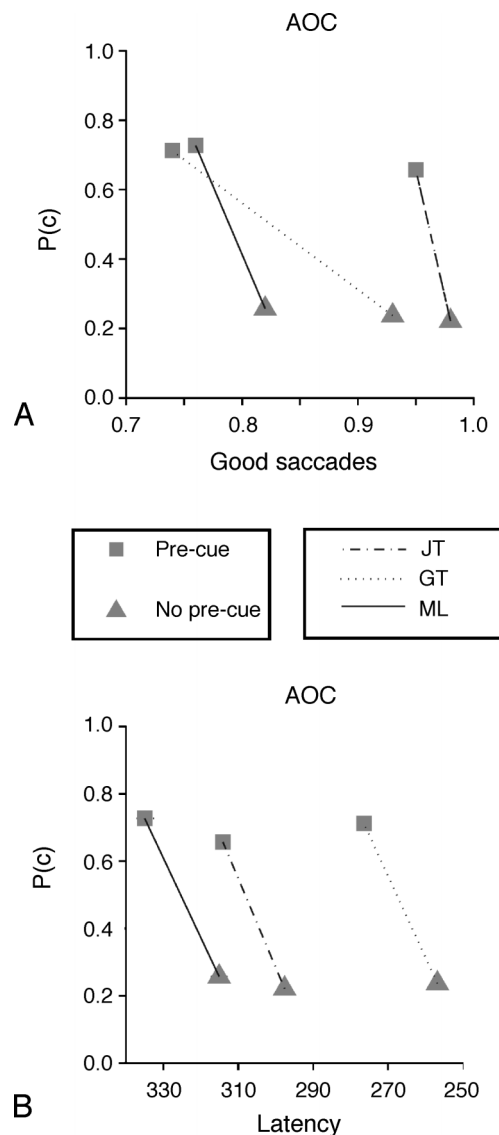 AOC
1.0
0.8
0.6
P(c)
0.4
0.2
0.0
A
0.7 0.8 0.9 1.0
Good saccades
Pre-cue
No pre-cue
JT
GT
ML
AOC
1.0
0.8
0.6
P(c)
0.4
0.2
0.0
330 310 290 270 250
B
Latency